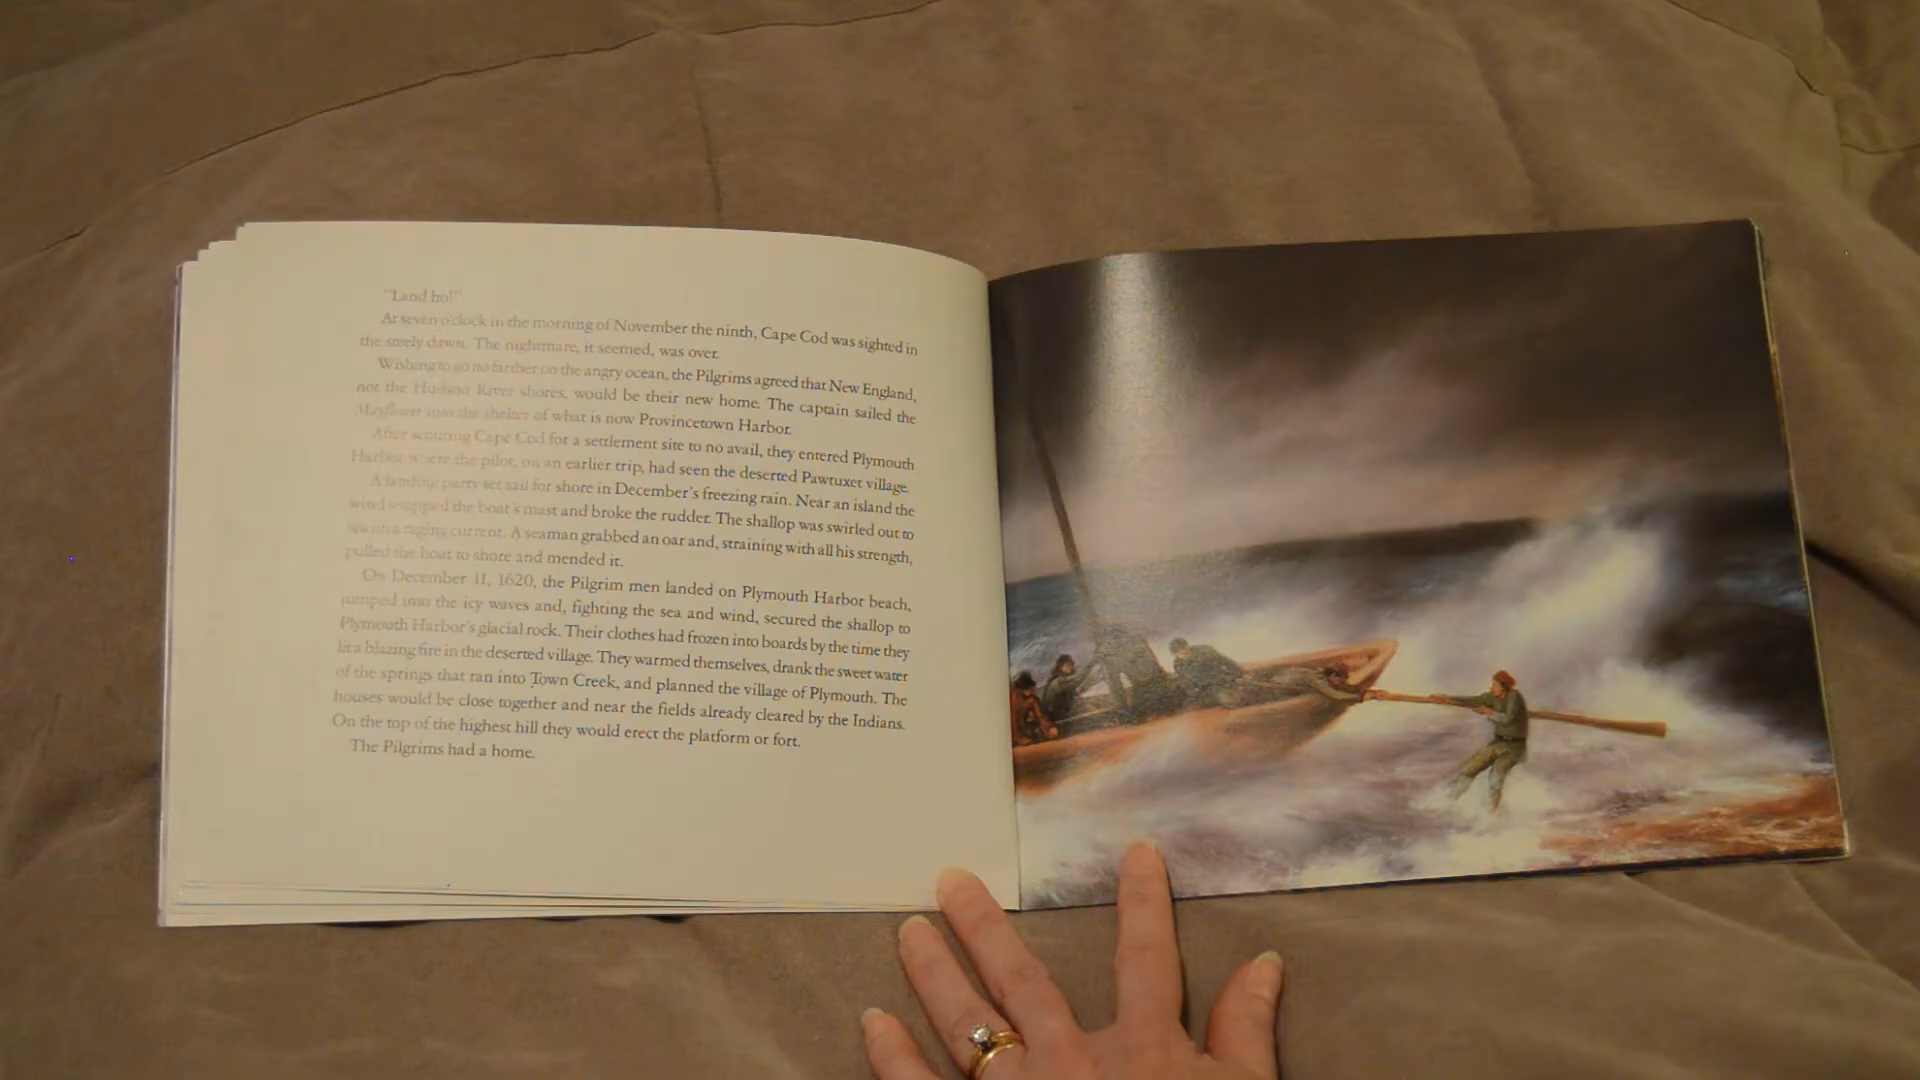 "Land ho!"
At seven o'clock in the morning of November the ninth, Cape Cod was sighted in
the steely dawn. The nightmare, it seemed, was over.
Wishing to go no farther on the angry ocean, the Pilgrims agreed that New England,
not the Hudson River shores, would be their new home. The captain sailed the
Mayflower into the shelter of what is now Provincetown Harbor.
After scouting Cape Cod for a settlement site to no avail, they entered Plymouth
Harbor where the pilot, on an earlier trip, had seen the deserted Pawtuxet village.
A landing party set sail for shore in December's freezing rain. Near an island the
wind snapped the boat's mast and broke the rudder. The shallop was swirled out to
sea on a raging current. A seaman grabbed an oar and, straining with all his strength,
pulled the boat to shore and mended it.
On December 11, 1620, the Pilgrim men landed on Plymouth Harbor beach,
jumped into the icy waves and, fighting the sea and wind, secured the shallop to
Plymouth Harbor's glacial rock. Their clothes had frozen into boards by the time they
lit a blazing fire in the deserted village. They warmed themselves, drank the sweet water
of the springs that ran into Town Creek, and planned the village of Plymouth. The
houses would be close together and near the fields already cleared by the Indians.
On the top of the highest hill they would erect the platform or fort.
The Pilgrims had a home.